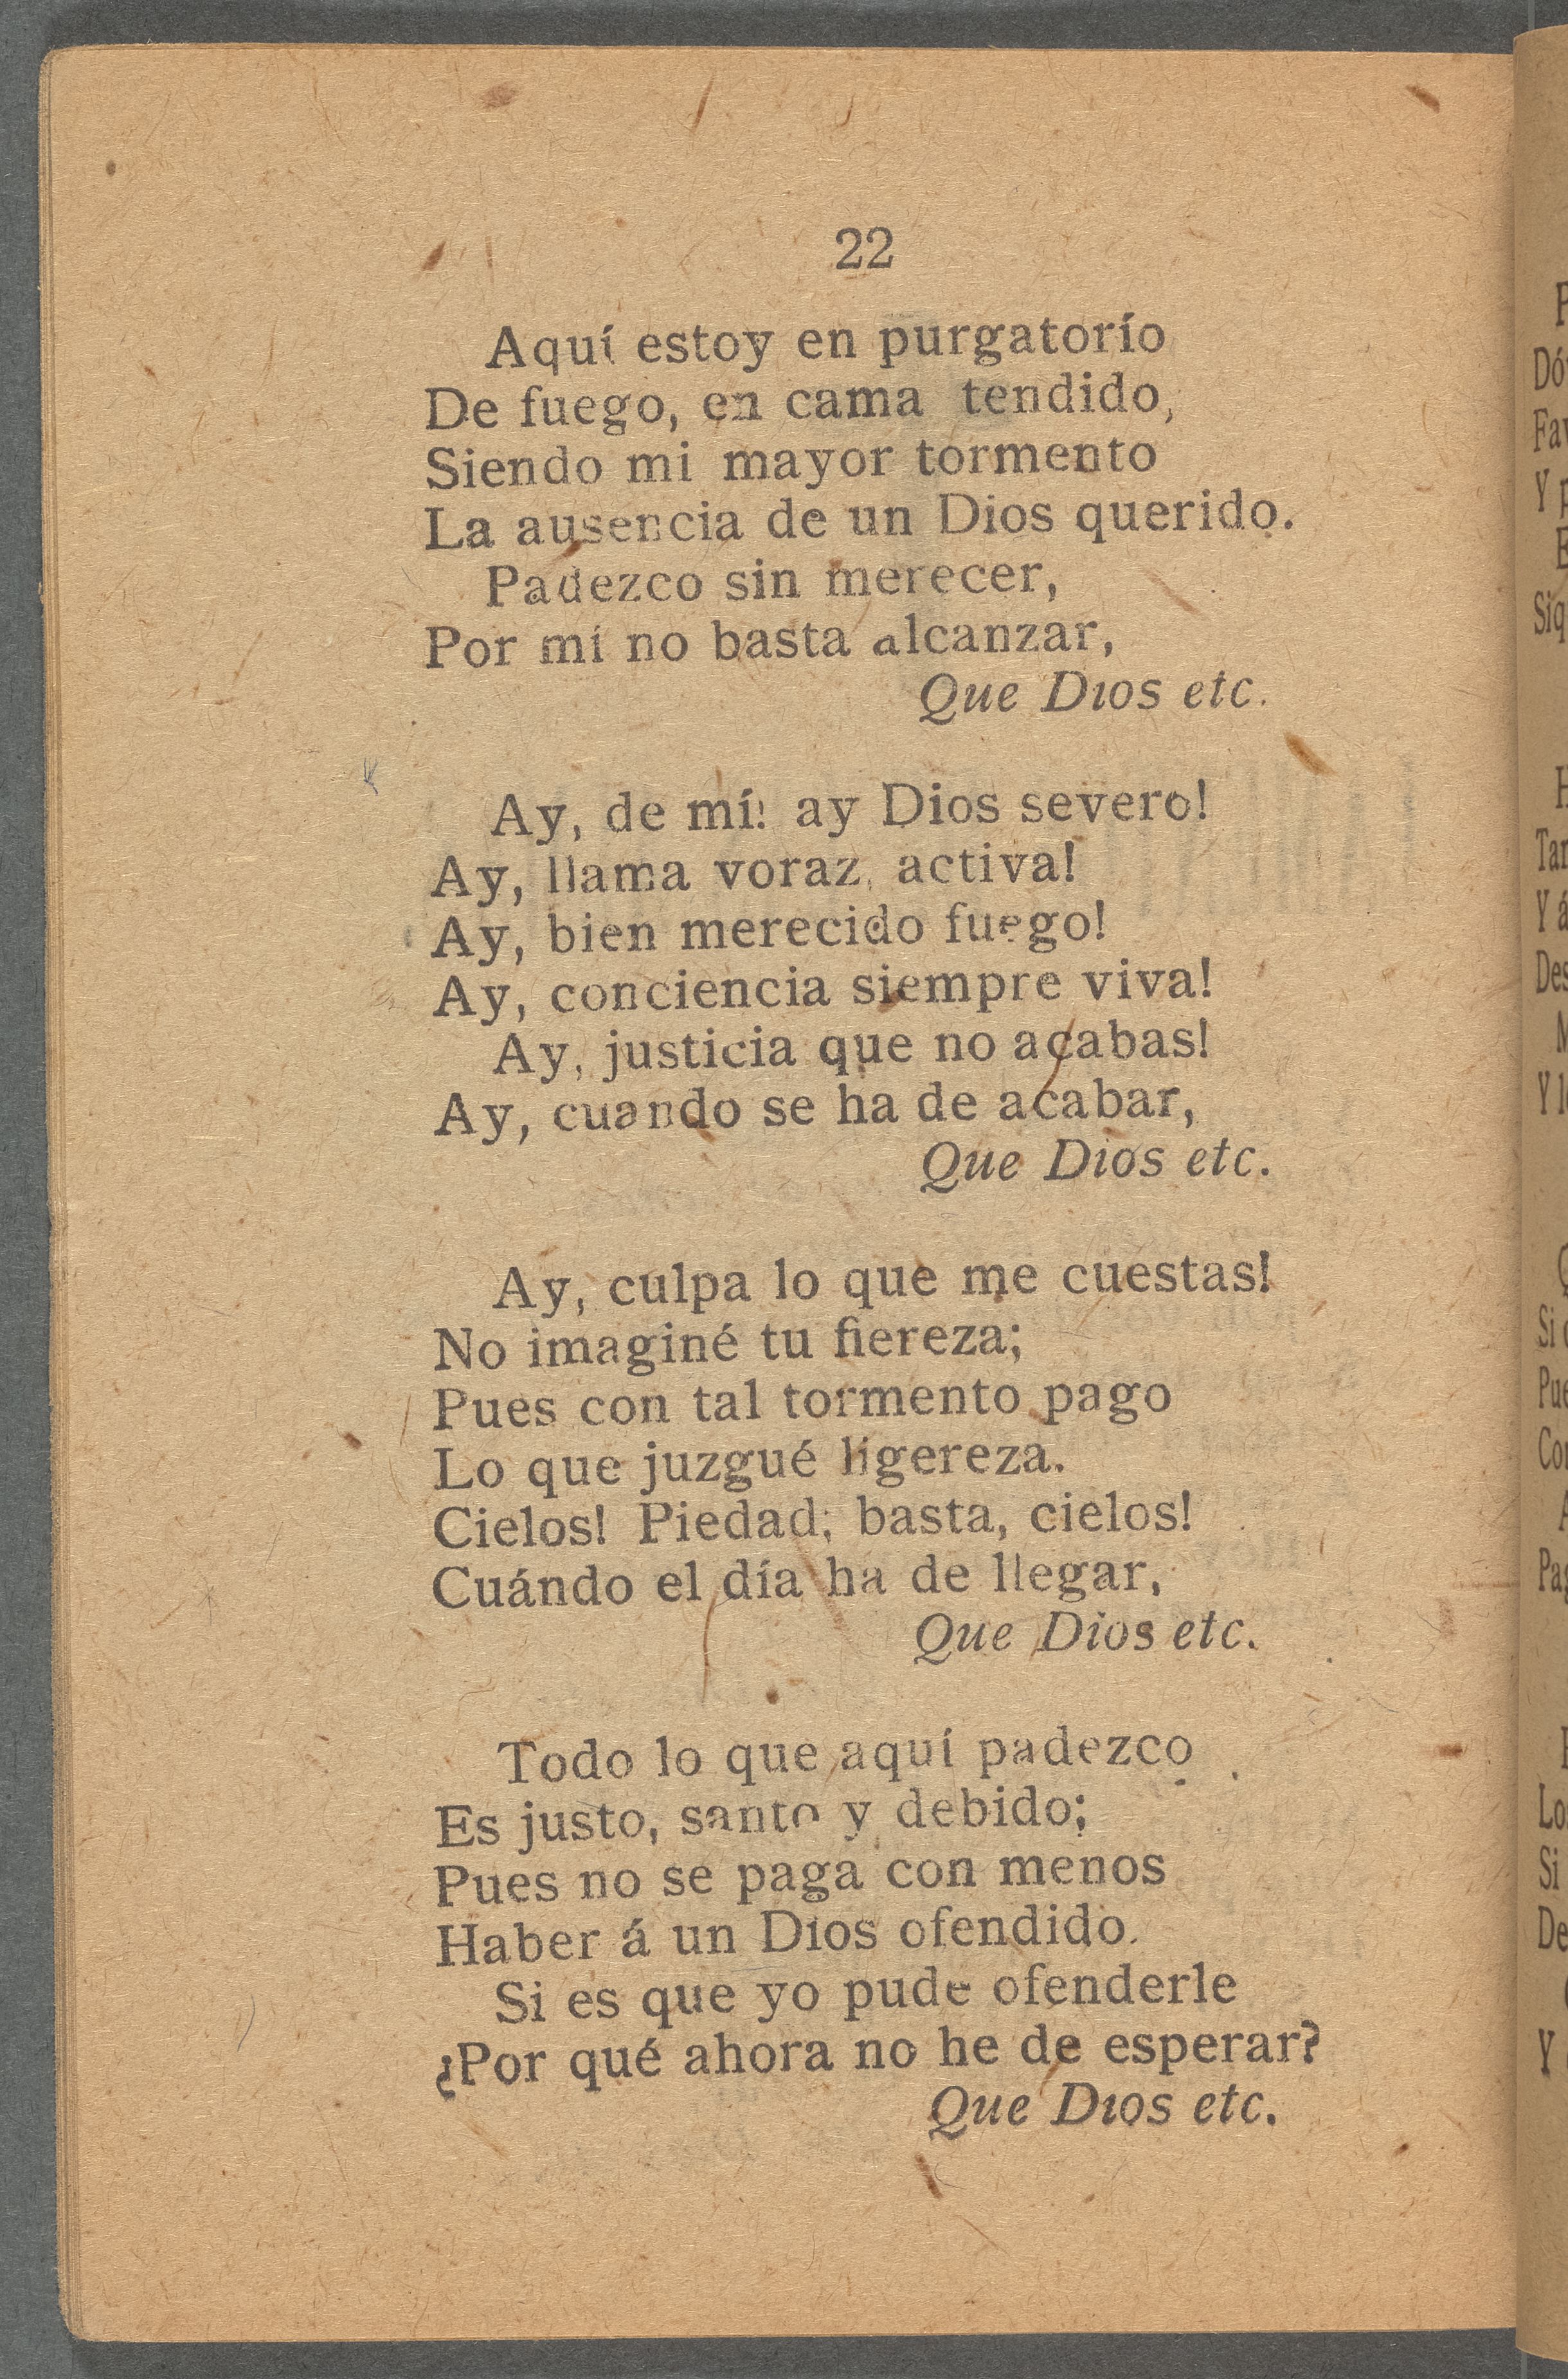 22
Aquí estoy en purgatorío
De fuego, en cama tendido,
Siendo mi mayor tormento
La ausencia de un Dios querido.
Padezco sin merecer,
Por mí no basta alcanzar,
Que Dios etc.
Ay, de mí! ay Dios severo!
Ay, llama voraz, activa!
Ay, bien merecido fuego!
Ay, conciencia siempre viva!
Ay, justicia que no acabas!
Ay, cuando se ha de acabar,
Que Dios etc.
Ay, culpa lo que me cuestas!
No imaginé tu fiereza;
Pues con tal tormento pago
Lo que juzgué ligereza.
Cielos! Piedad; basta, cielos!
Cuándo el día ha de llegar,
Que Dios etc.
Todo lo que aquí padezco
Es justo, santo y debido;
Pues no se paga con menos
Haber á un Dios ofendido.
Si es que yo pude ofenderle
¿Por qué ahora no he de esperar?
Que Dios etc.